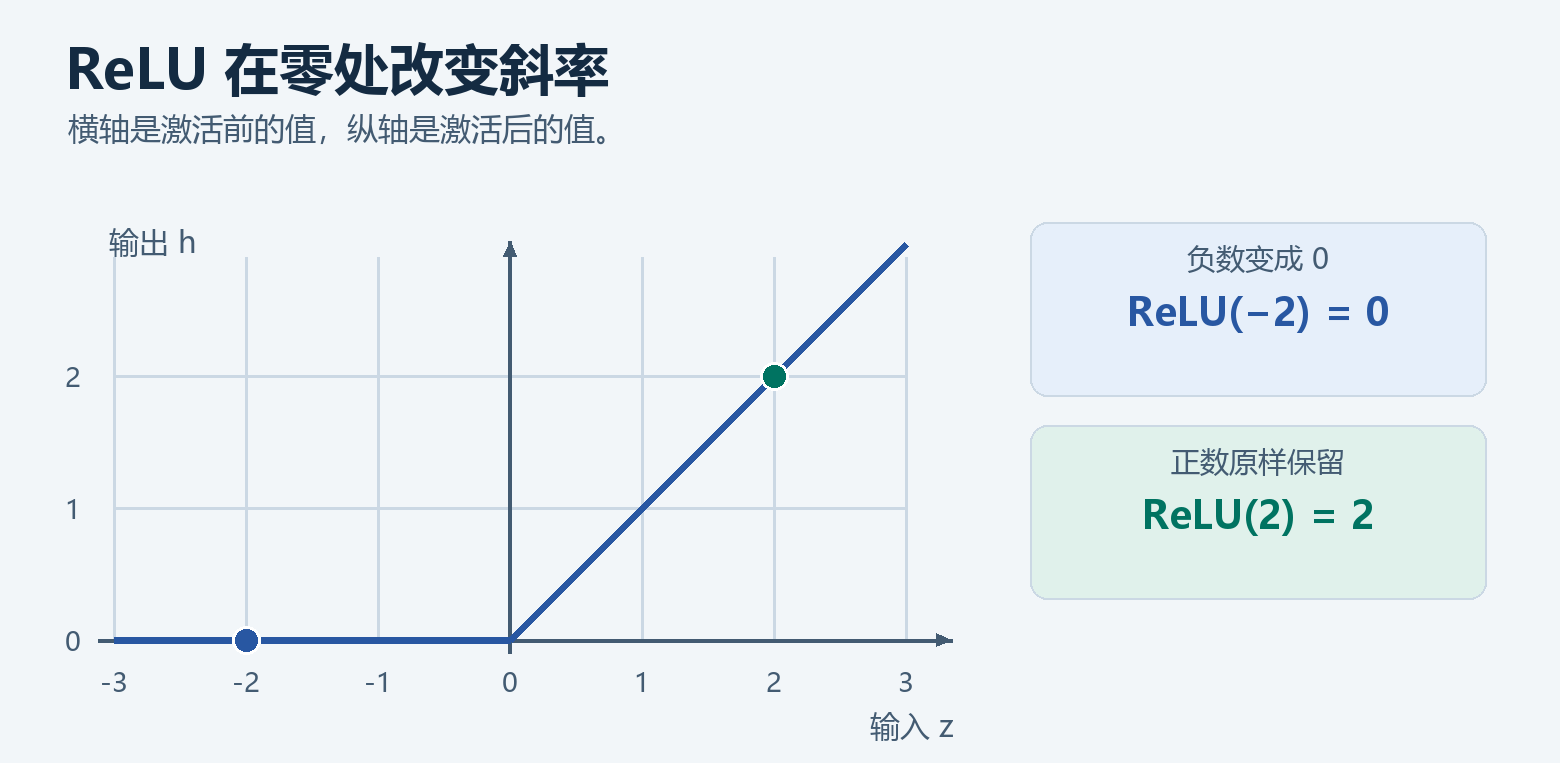 ReLU 在零处改变斜率
横轴是激活前的值，纵轴是激活后的值。
输出 h
2
1
0
-3 -2 -1 0 1 2 3
输入 z
负数变成 0
ReLU(−2) = 0
正数原样保留
ReLU(2) = 2